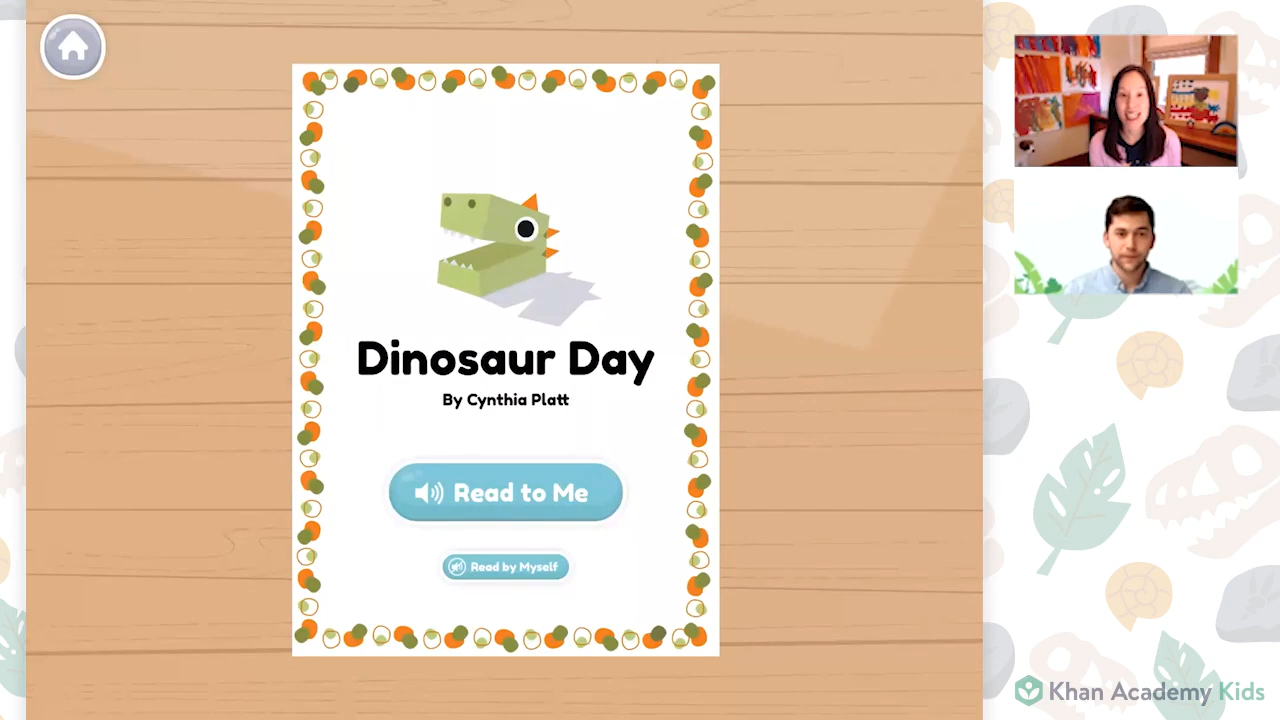 Dinosaur Day
By Cynthia Platt
Read to Me
Read by Myself
Khan Academy Kids